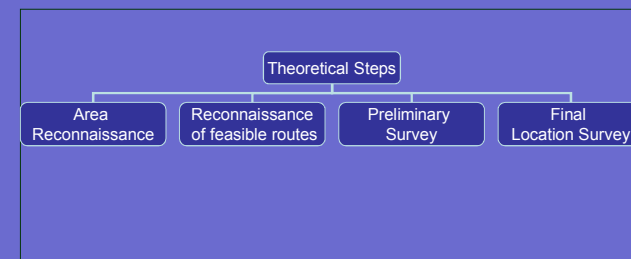 Theoretical Steps
Area
Reconnaissance
Reconnaissance
of feasible routes
Preliminary
Survey
Final
Location Survey